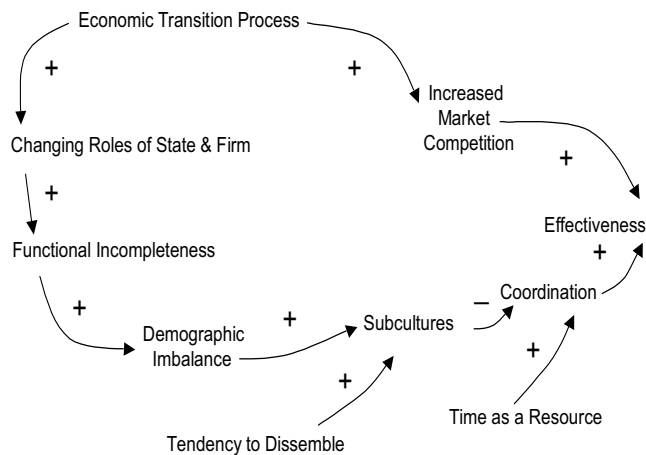 Economic Transition Process
+
+
Increased
Market
Competition
Changing Roles of State & Firm
+
+
Effectiveness
Functional Incompleteness
+
Coordination
+
+
–
Subcultures
Demographic
Imbalance
+
+
Time as a Resource
Tendency to Dissemble